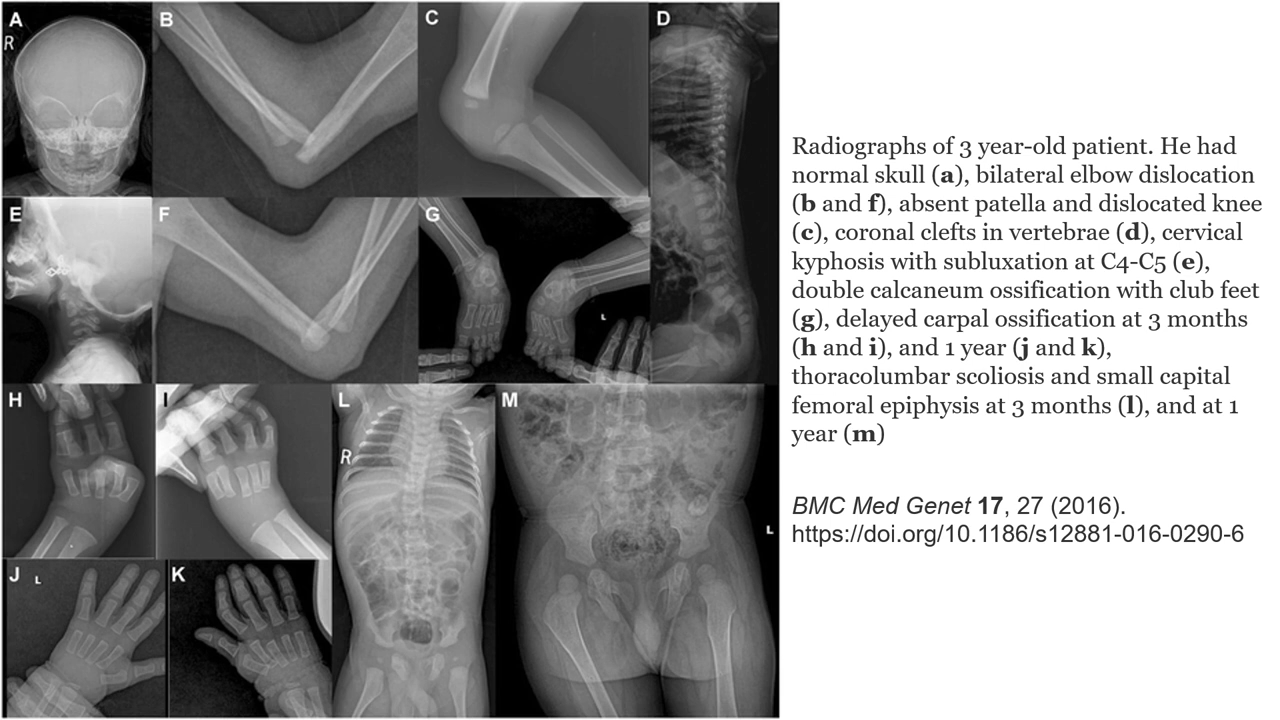 A
B
C
D
R
E
F
G
L
H
I
L
M
R
L
J
L
K
Radiographs of 3 year-old patient. He had
normal skull (a), bilateral elbow dislocation
(b and f), absent patella and dislocated knee
(c), coronal clefts in vertebrae (d), cervical
kyphosis with subluxation at C4-C5 (e),
double calcaneum ossification with club feet
(g), delayed carpal ossification at 3 months
(h and i), and 1 year (j and k),
thoracolumbar scoliosis and small capital
femoral epiphysis at 3 months (l), and at 1
year (m)
BMC Med Genet 17, 27 (2016).
https://doi.org/10.1186/s12881-016-0290-6